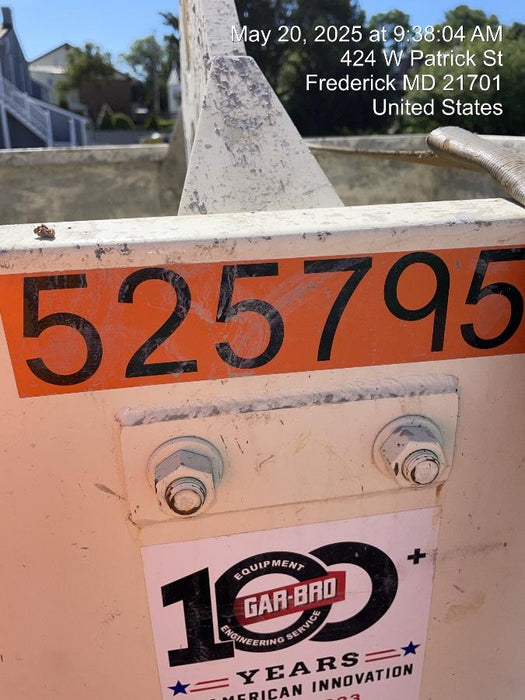 May 20, 2025 at 9:38:04 AM
424 W Patrick St
Frederick MD 21701
United States
525795
100+
EQUIPMENT
GAR-BRO
ENGINEERING SERVICE
YEARS
AMERICAN INNOVATION